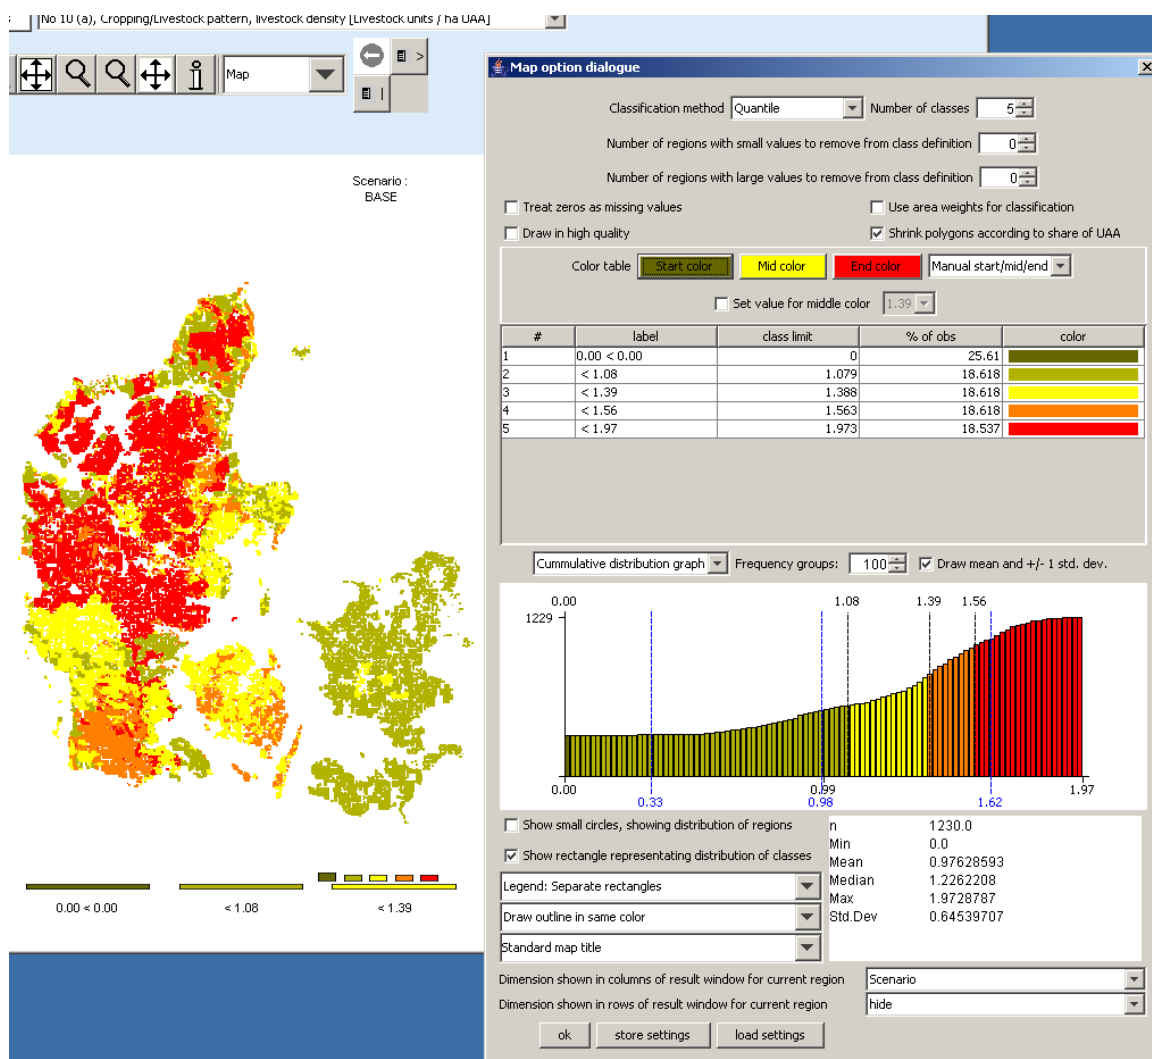 No 10 (a), Cropping/Livestock pattern, livestock density [Livestock units / ha UAA]
Map
>
Scenario :
BASE
0.00 < 0.00
< 1.08
< 1.39
Map option dialogue
Classification method Quantile Number of classes 5
Number of regions with small values to remove from class definition 0
Number of regions with large values to remove from class definition 0
Treat zeros as missing values Use area weights for classification
Draw in high quality Shrink polygons according to share of UAA
Color table Start color Mid color End color Manual start/mid/end
Set value for middle color 1.39
# label class limit % of obs color
1 0.00 < 0.00 0 25.61
2 < 1.08 1.079 18.618
3 < 1.39 1.388 18.618
4 < 1.56 1.563 18.618
5 < 1.97 1.973 18.537
Cummulative distribution graph Frequency groups: 100 Draw mean and +/- 1 std. dev.
0.00 1.08 1.39 1.56
1229
0.00 0.99 1.97
0.33 0.98 1.62
Show small circles, showing distribution of regions
Show rectangle representating distribution of classes
Legend: Separate rectangles
Draw outline in same color
Standard map title
n 1230.0
Min 0.0
Mean 0.97628593
Median 1.2262208
Max 1.9728787
Std.Dev 0.64539707
Dimension shown in columns of result window for current region Scenario
Dimension shown in rows of result window for current region hide
ok store settings load settings